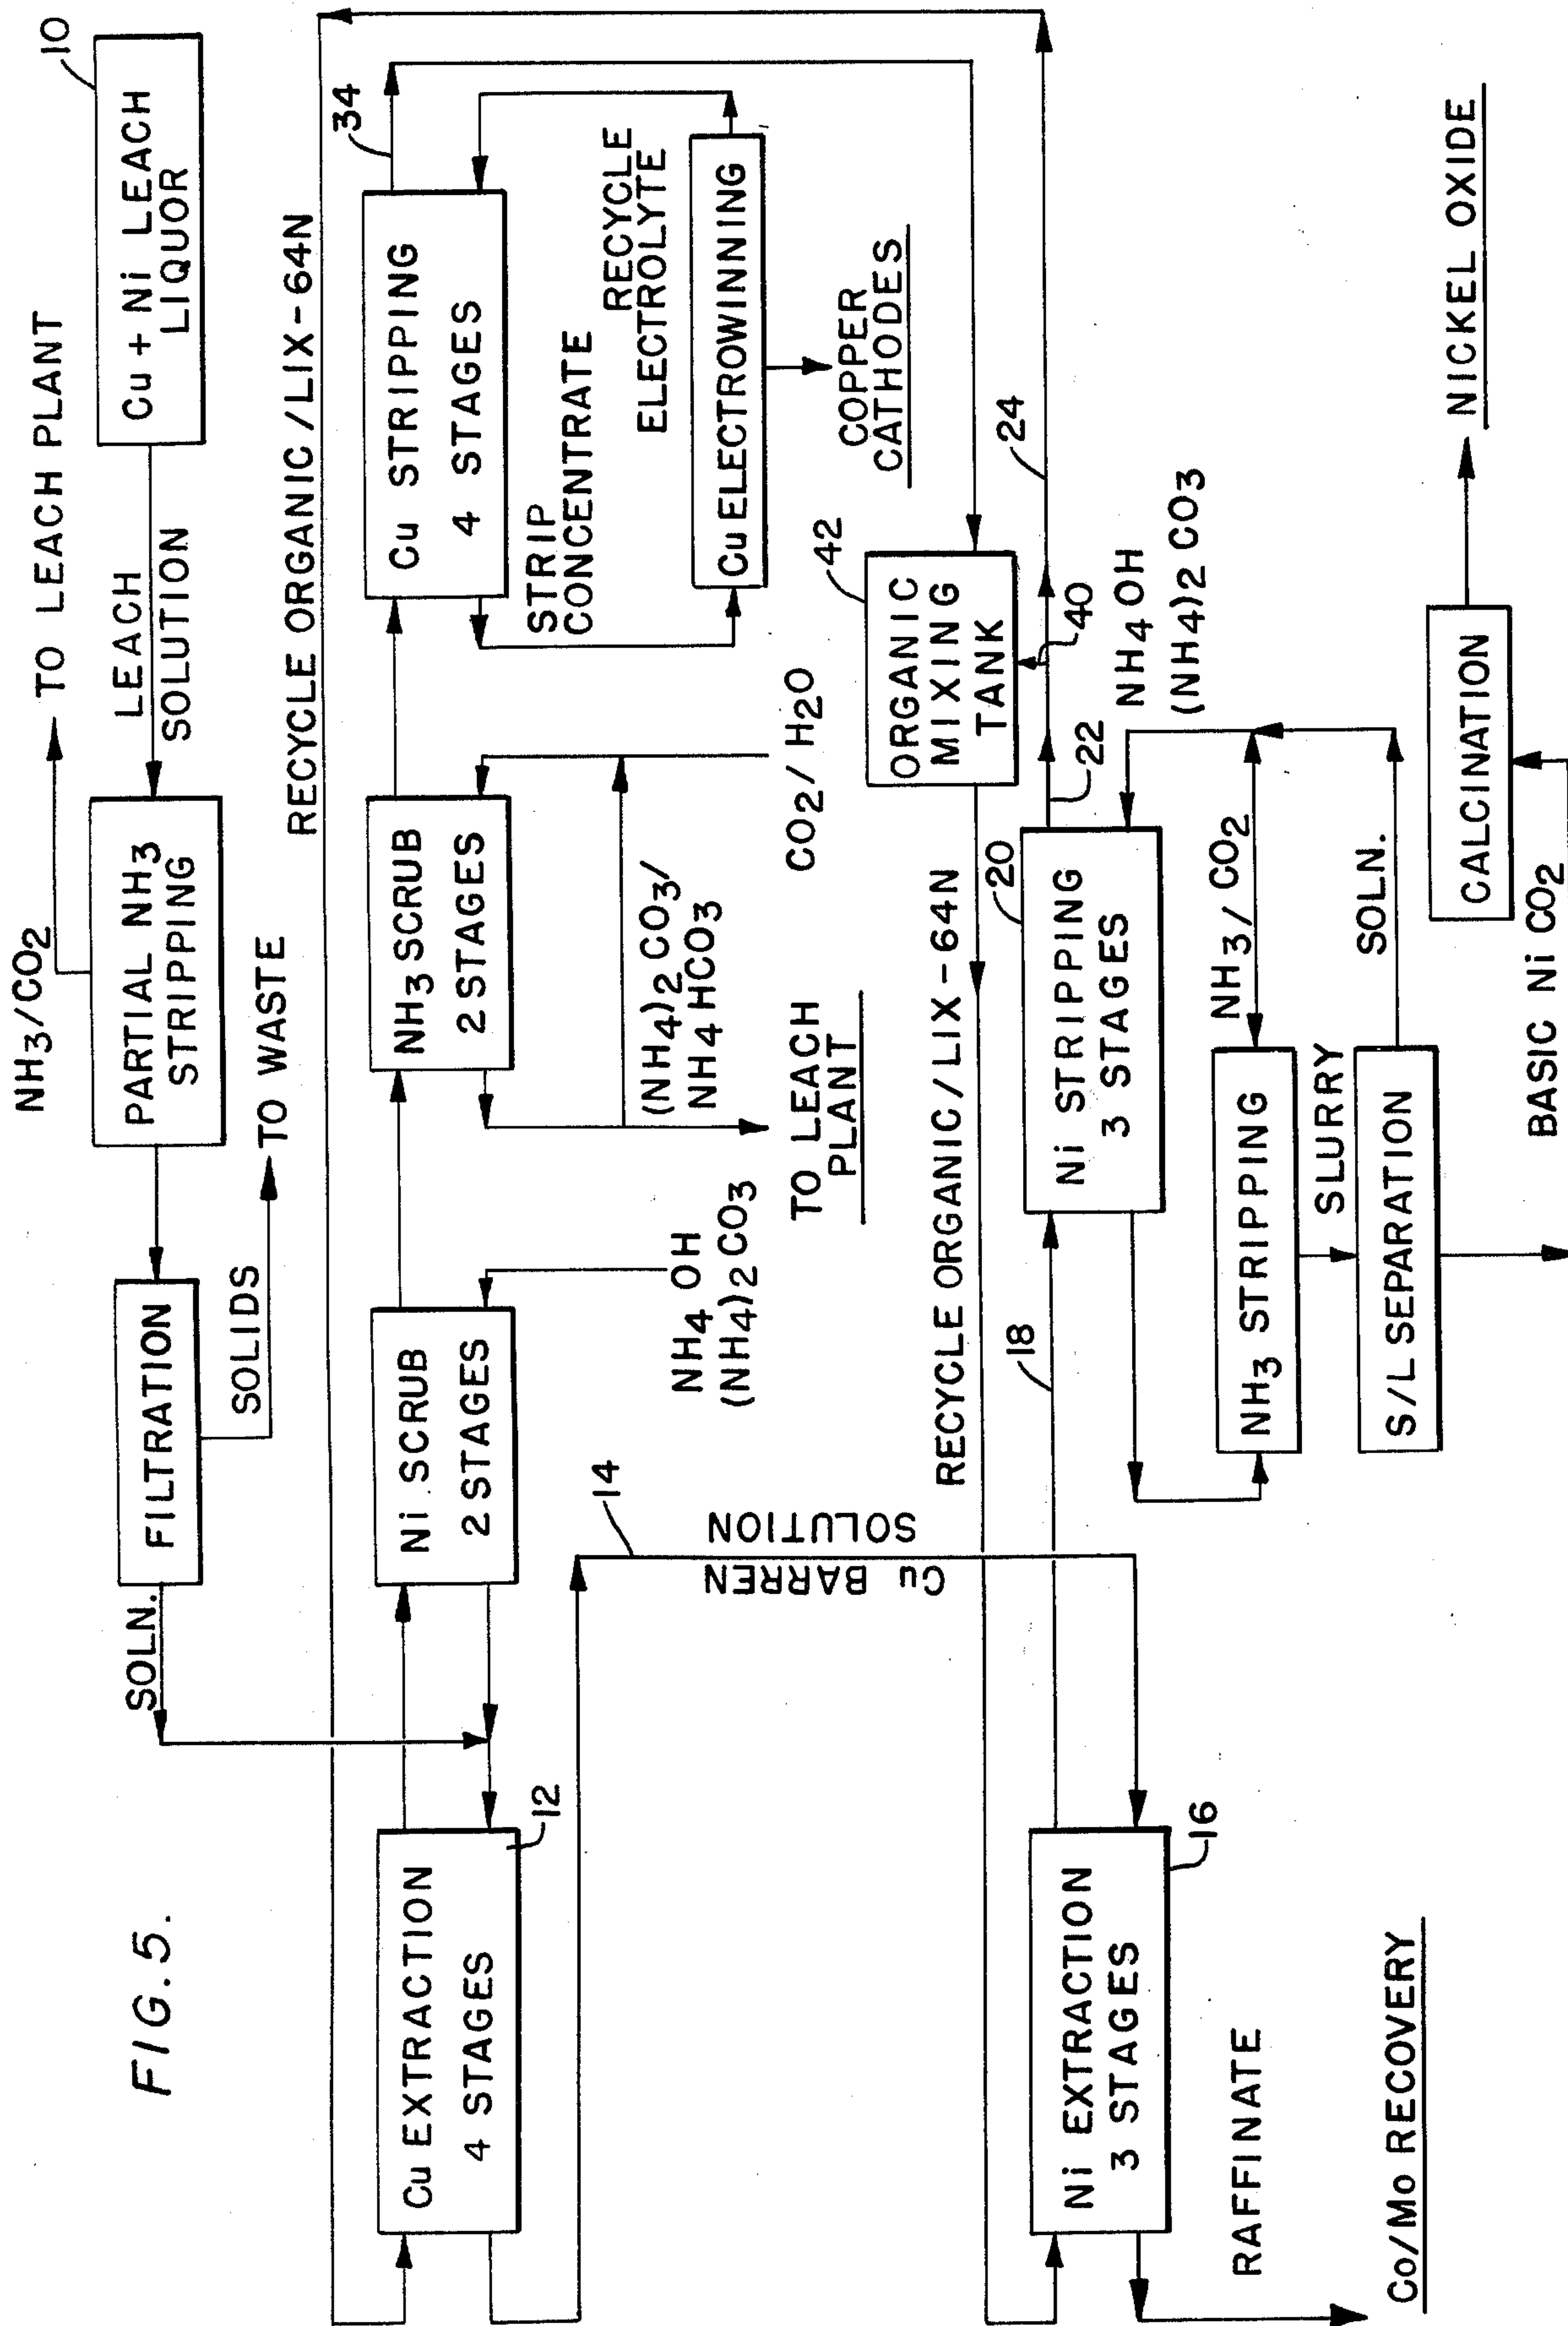 FIG. 5.
NH3/CO2
TO LEACH PLANT
10
Cu + Ni LEACH
LIQUOR
LEACH
SOLUTION
PARTIAL NH3
STRIPPING
FILTRATION
SOLN.
SOLIDS
TO WASTE
RECYCLE ORGANIC / LIX-64N
Cu EXTRACTION
4 STAGES
12
Ni SCRUB
2 STAGES
NH3 SCRUB
2 STAGES
Cu STRIPPING
4 STAGES
34
NH4 OH
(NH4)2 CO3
(NH4)2 CO3/
NH4 HCO3
TO LEACH
PLANT
CO2/ H2O
STRIP
CONCENTRATE
RECYCLE
ELECTROLYTE
Cu ELECTROWINNING
COPPER
CATHODES
14
Cu BARREN
SOLUTION
RECYCLE ORGANIC / LIX-64N
ORGANIC
MIXING
TANK
42
40
24
22
Ni EXTRACTION
3 STAGES
16
18
Ni STRIPPING
3 STAGES
20
NH4 OH
(NH4)2 CO3
RAFFINATE
Co/Mo RECOVERY
NH3 STRIPPING
NH3/ CO2
SLURRY
S/L SEPARATION
SOLN.
BASIC Ni CO2
CALCINATION
NICKEL OXIDE